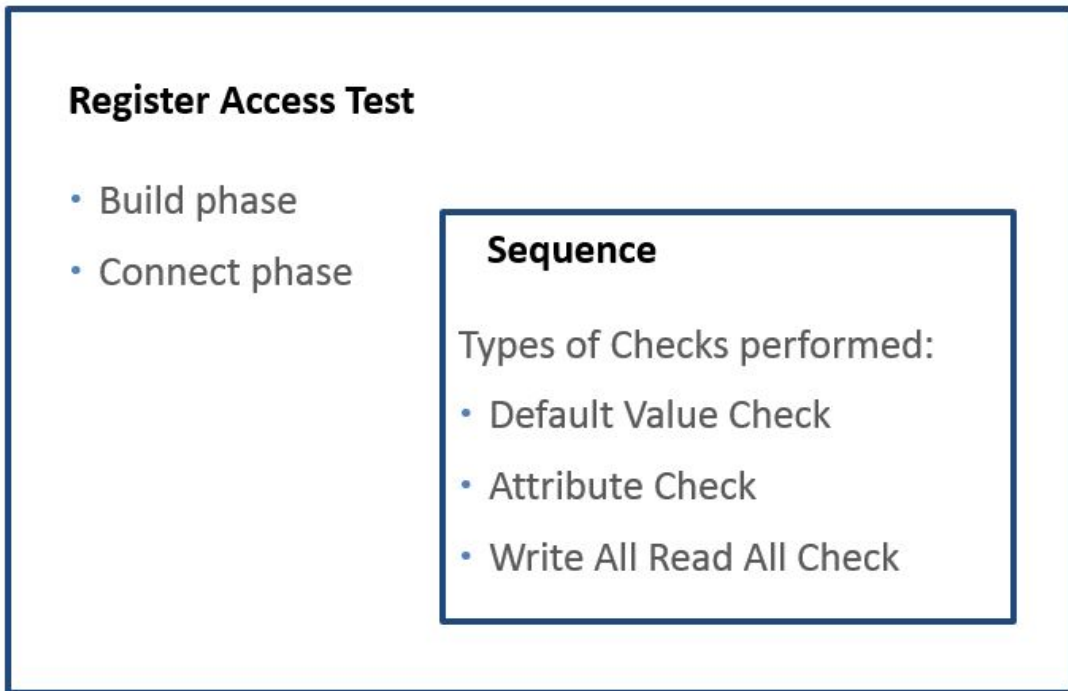 Register Access Test
• Build phase
• Connect phase
Sequence
Types of Checks performed:
• Default Value Check
• Attribute Check
• Write All Read All Check